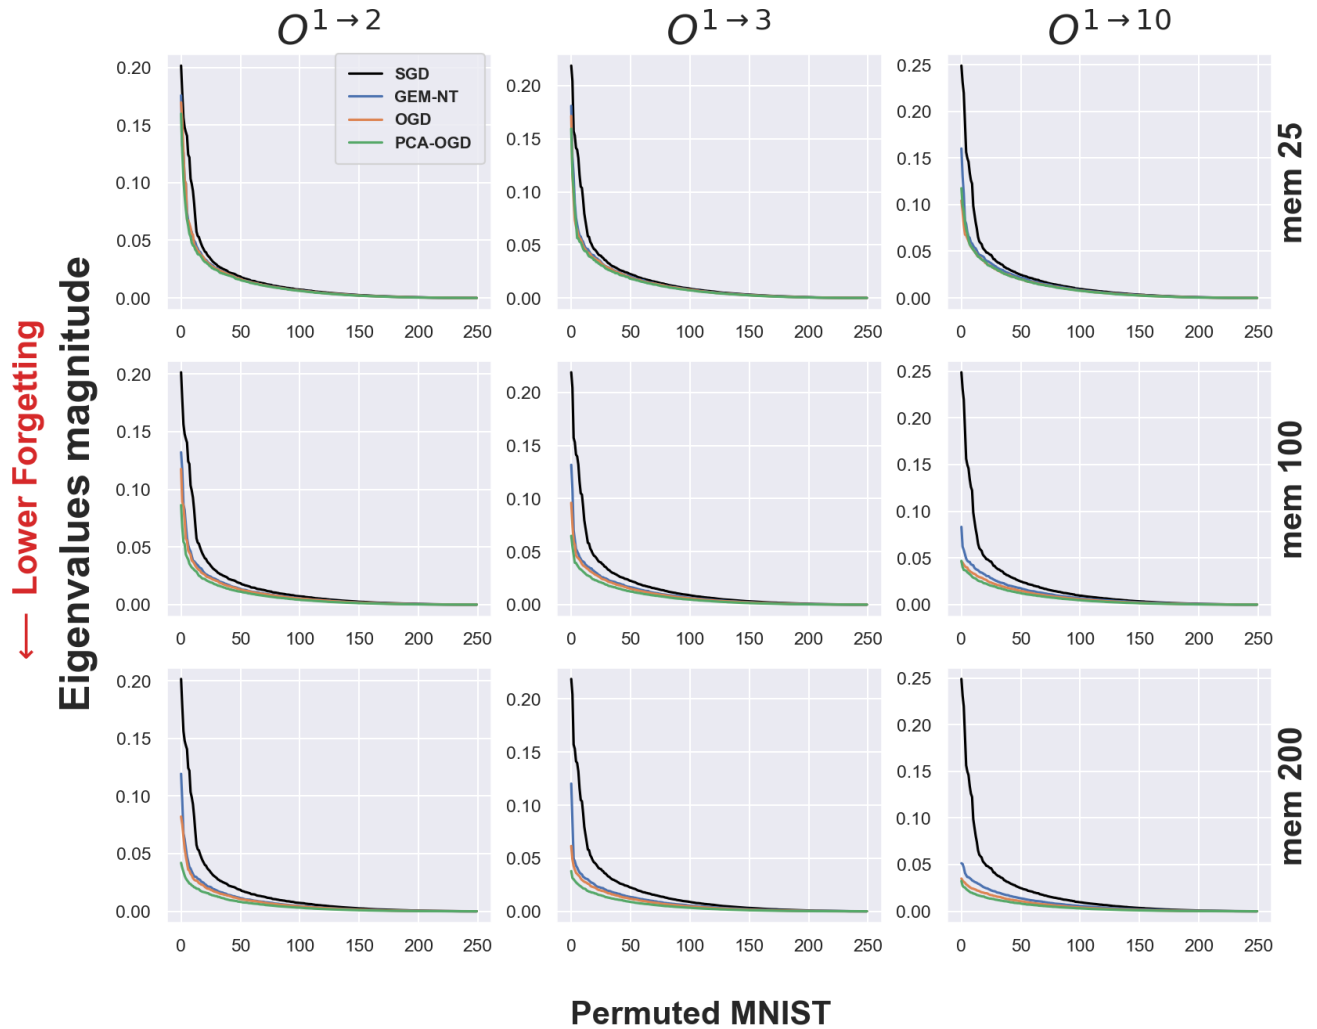 O^{1→2} O^{1→3} O^{1→10}
SGD
GEM-NT
OGD
PCA-OGD
0.20
0.15
0.10
0.05
0.00
0 50 100 150 200 250
0.20
0.15
0.10
0.05
0.00
0 50 100 150 200 250
0.25
0.20
0.15
0.10
0.05
0.00
0 50 100 150 200 250
mem 25
← Lower Forgetting
Eigenvalues magnitude
0.20
0.15
0.10
0.05
0.00
0 50 100 150 200 250
0.20
0.15
0.10
0.05
0.00
0 50 100 150 200 250
0.25
0.20
0.15
0.10
0.05
0.00
0 50 100 150 200 250
mem 100
0.20
0.15
0.10
0.05
0.00
0 50 100 150 200 250
0.20
0.15
0.10
0.05
0.00
0 50 100 150 200 250
0.25
0.20
0.15
0.10
0.05
0.00
0 50 100 150 200 250
mem 200
Permuted MNIST